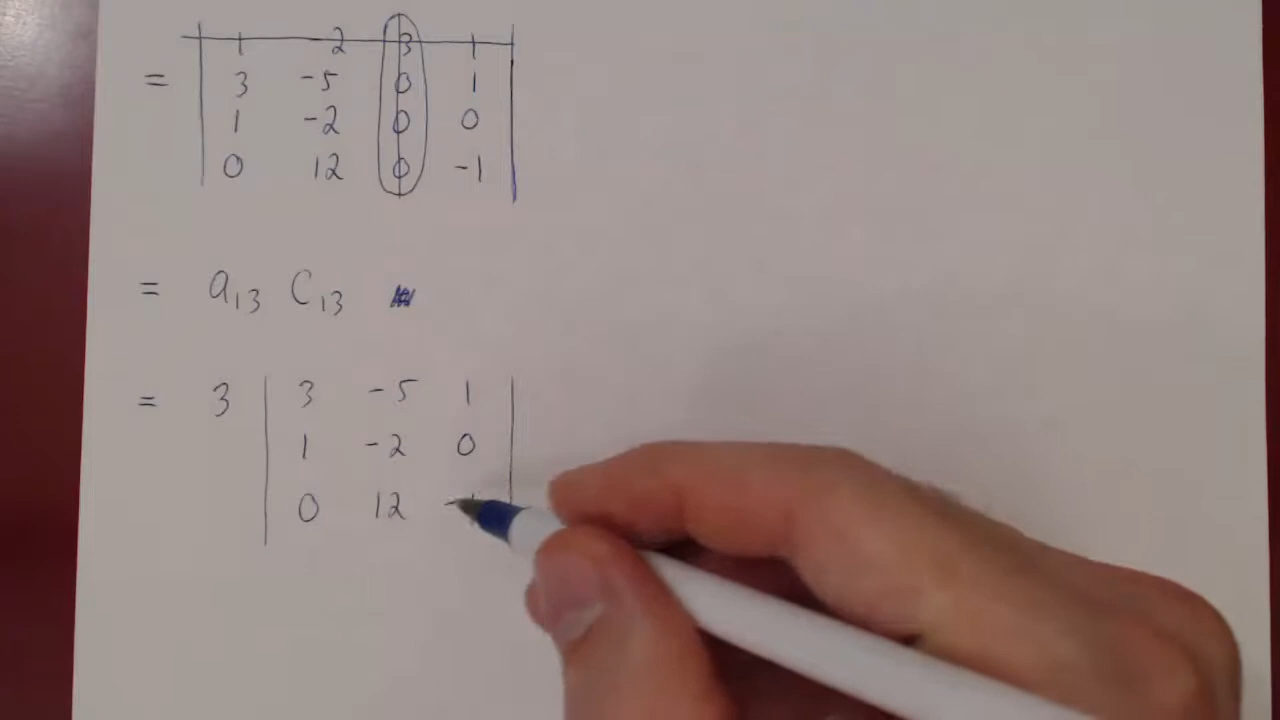 1 2 3 1
= 3 -5 0 1
1 -2 0 0
0 12 0 -1
= a₁₃ C₁₃
= 3 | 3 -5 1 |
1 -2 0
0 12